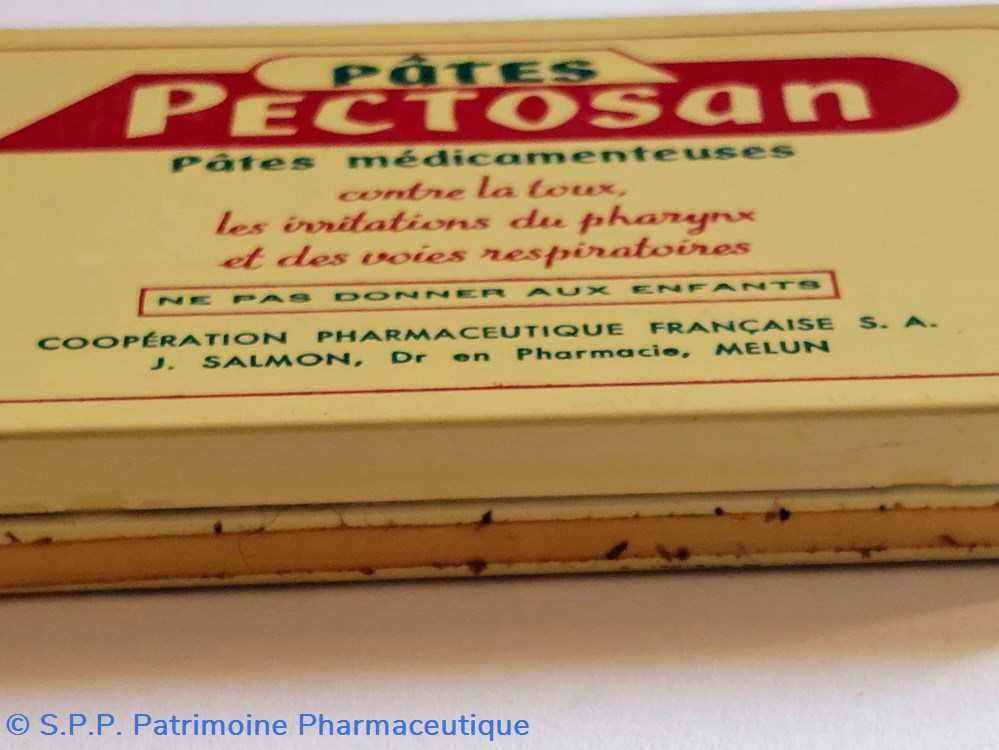 PÂTES
PECTOSAN
Pâtes médicamenteuses
contre la toux,
les irritations du pharynx
et des voies respiratoires
NE PAS DONNER AUX ENFANTS
COOPÉRATION PHARMACEUTIQUE FRANÇAISE S. A.
J. SALMON, Dr en Pharmacie, MELUN
© S.P.P. Patrimoine Pharmaceutique